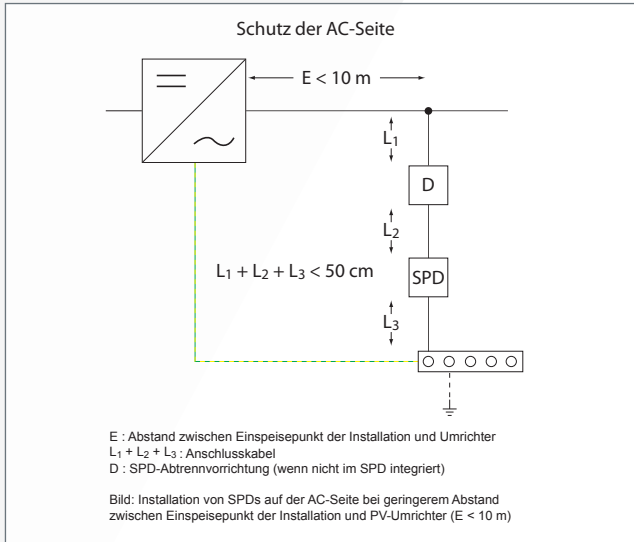 Schutz der AC-Seite
E < 10 m
L1
D
L2
L1 + L2 + L3 < 50 cm
SPD
L3
E : Abstand zwischen Einspeisepunkt der Installation und Umrichter
L1 + L2 + L3 : Anschlusskabel
D : SPD-Abtrennvorrichtung (wenn nicht im SPD integriert)
Bild: Installation von SPDs auf der AC-Seite bei geringerem Abstand
zwischen Einspeisepunkt der Installation und PV-Umrichter (E < 10 m)